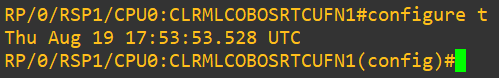 RP/0/RSP1/CPU0:CLRMLCOBOSRTCUFN1#configure t
Thu Aug 19 17:53:53.528 UTC
RP/0/RSP1/CPU0:CLRMLCOBOSRTCUFN1(config)#